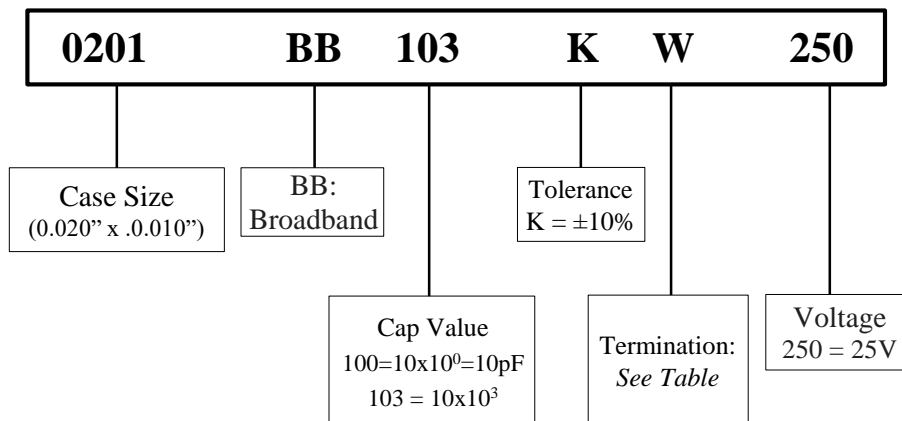 0201 BB 103 K W 250
Case Size
(0.020” x .0.010”)
BB:
Broadband
Tolerance
K = ±10%
Cap Value
100=10x10⁰=10pF
103 = 10x10³
Termination:
See Table
Voltage
250 = 25V